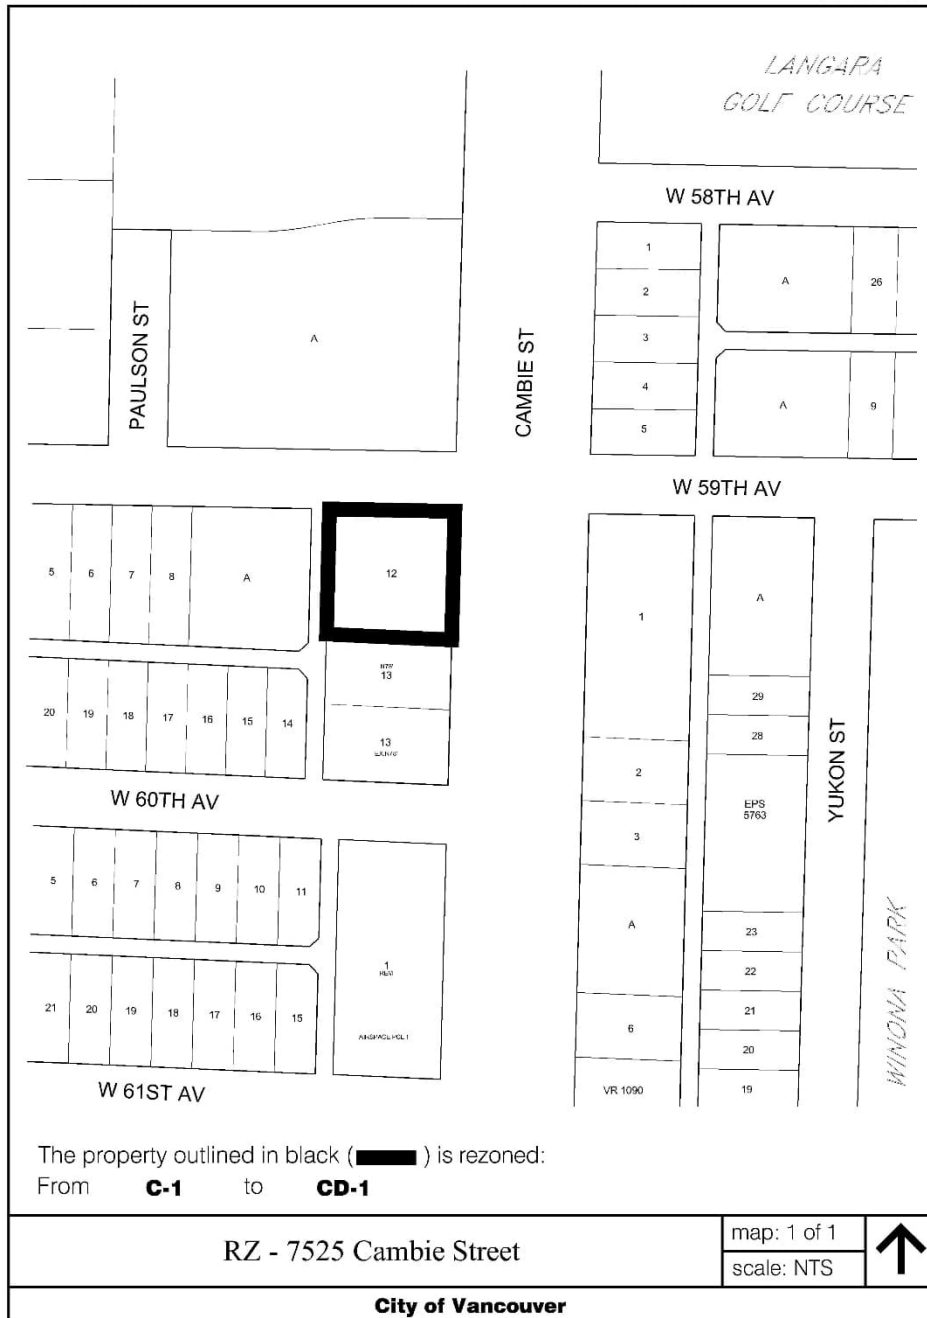 LANGARA
GOLF COURSE
W 58TH AV
1
2
3
4
5
A
26
A
9
PAULSON ST
A
CAMBIE ST
W 59TH AV
5
6
7
8
A
12
13
13
20
19
18
17
16
15
14
W 60TH AV
1
2
3
A
6
VR 1090
A
29
28
EPS
5763
23
22
21
20
19
YUKON ST
WINONA PARK
5
6
7
8
9
10
11
1
AIRSPACE PCL 1
21
20
19
18
17
16
15
W 61ST AV
The property outlined in black ( ) is rezoned:
From C-1 to CD-1
RZ - 7525 Cambie Street
map: 1 of 1
scale: NTS
City of Vancouver